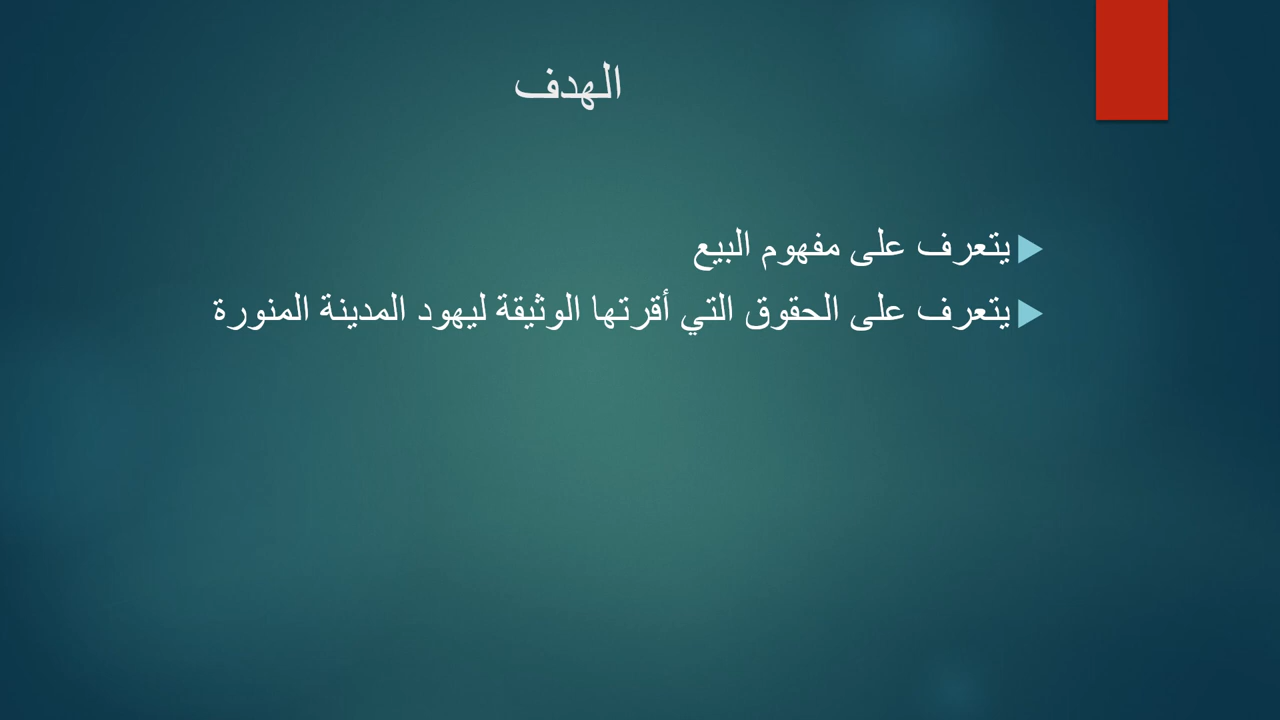 الهدف
يتعرف على مفهوم البيع
يتعرف على الحقوق التي أقرتها الوثيقة ليهود المدينة المنورة